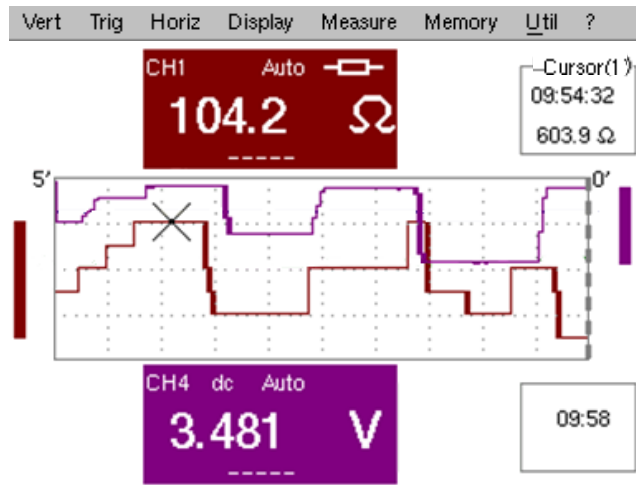 Vert Trig Horiz Display Measure Memory Util ?
CH1 Auto
104.2 Ω
-----
Cursor(1)
09:54:32
603.9 Ω
5' 0'
CH4 dc Auto
3.481 V
-----
09:58